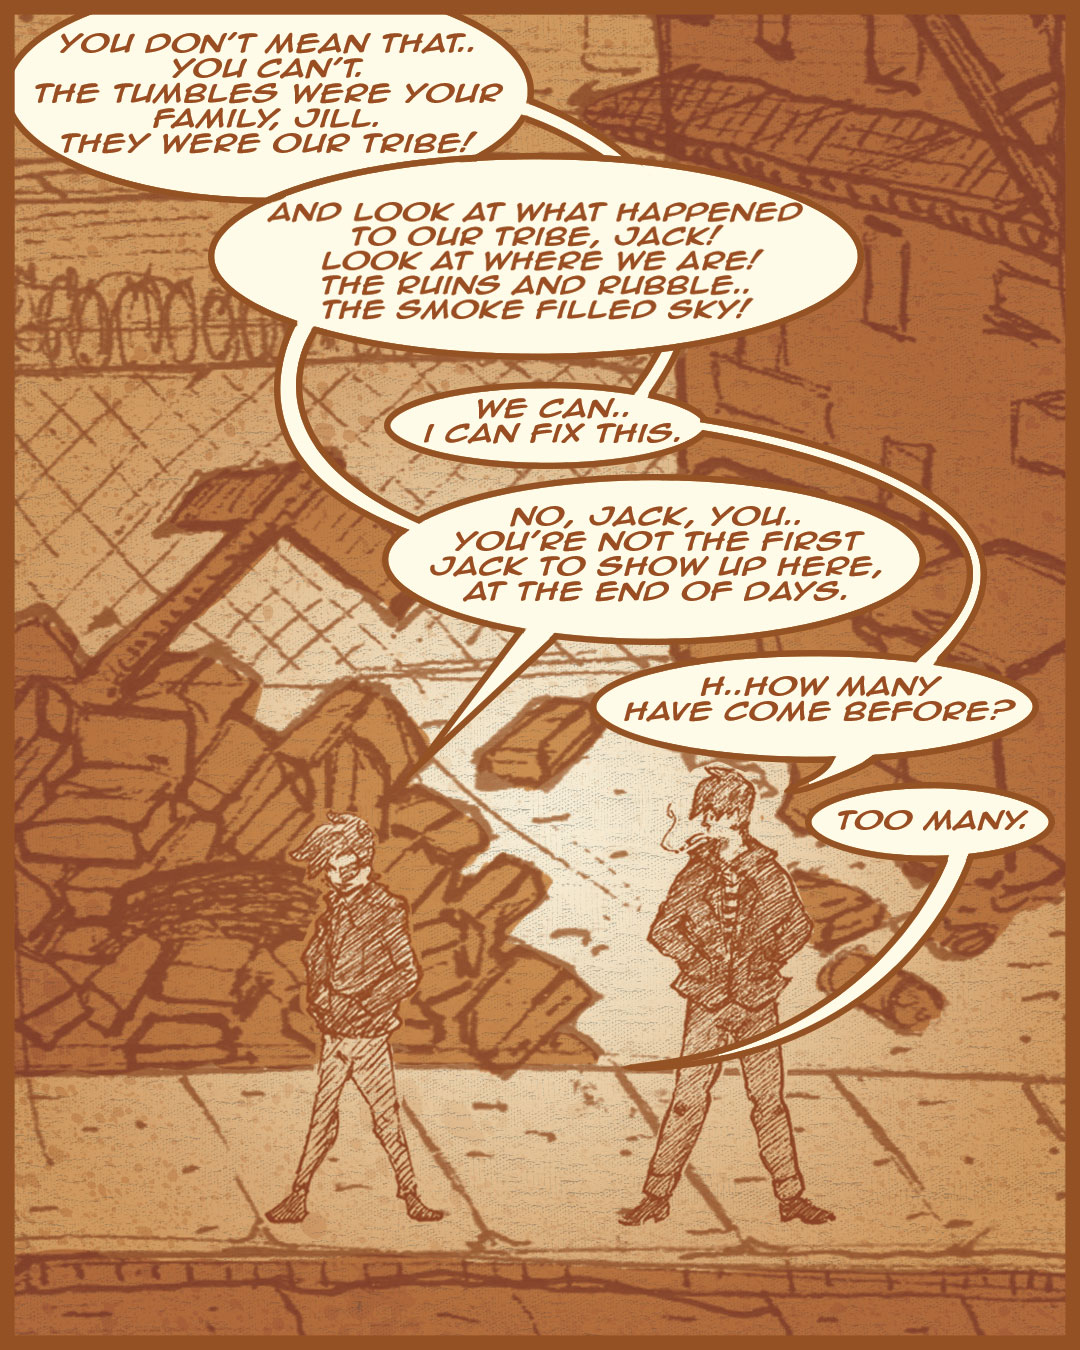 YOU DON'T MEAN THAT..
YOU CAN'T.
THE TUMBLES WERE YOUR
FAMILY, JILL.
THEY WERE OUR TRIBE!
AND LOOK AT WHAT HAPPENED
TO OUR TRIBE, JACK!
LOOK AT WHERE WE ARE!
THE RUINS AND RUBBLE..
THE SMOKE FILLED SKY!
WE CAN..
I CAN FIX THIS.
NO, JACK, YOU..
YOU'RE NOT THE FIRST
JACK TO SHOW UP HERE,
AT THE END OF DAYS.
H..HOW MANY
HAVE COME BEFORE?
TOO MANY.